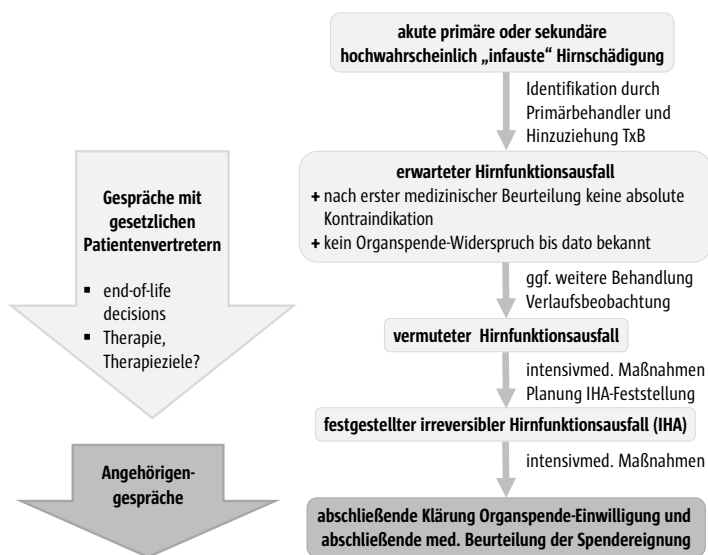 akute primäre oder sekundäre
hochwahrscheinlich „infauste“ Hirnschädigung
Identifikation durch
Primärbehandler und
Hinzuziehung TxB
erwarteter Hirnfunktionsausfall
+ nach erster medizinischer Beurteilung keine absolute
Kontraindikation
+ kein Organspende-Widerspruch bis dato bekannt
ggf. weitere Behandlung
Verlaufsbeobachtung
vermuteter Hirnfunktionsausfall
intensivmed. Maßnahmen
Planung IHA-Feststellung
festgestellter irreversibler Hirnfunktionsausfall (IHA)
intensivmed. Maßnahmen
abschließende Klärung Organspende-Einwilligung und
abschließende med. Beurteilung der Spendereignung
Gespräche mit
gesetzlichen
Patientenvertretern
▪ end-of-life
decisions
▪ Therapie,
Therapieziele?
Angehörigen-
gespräche